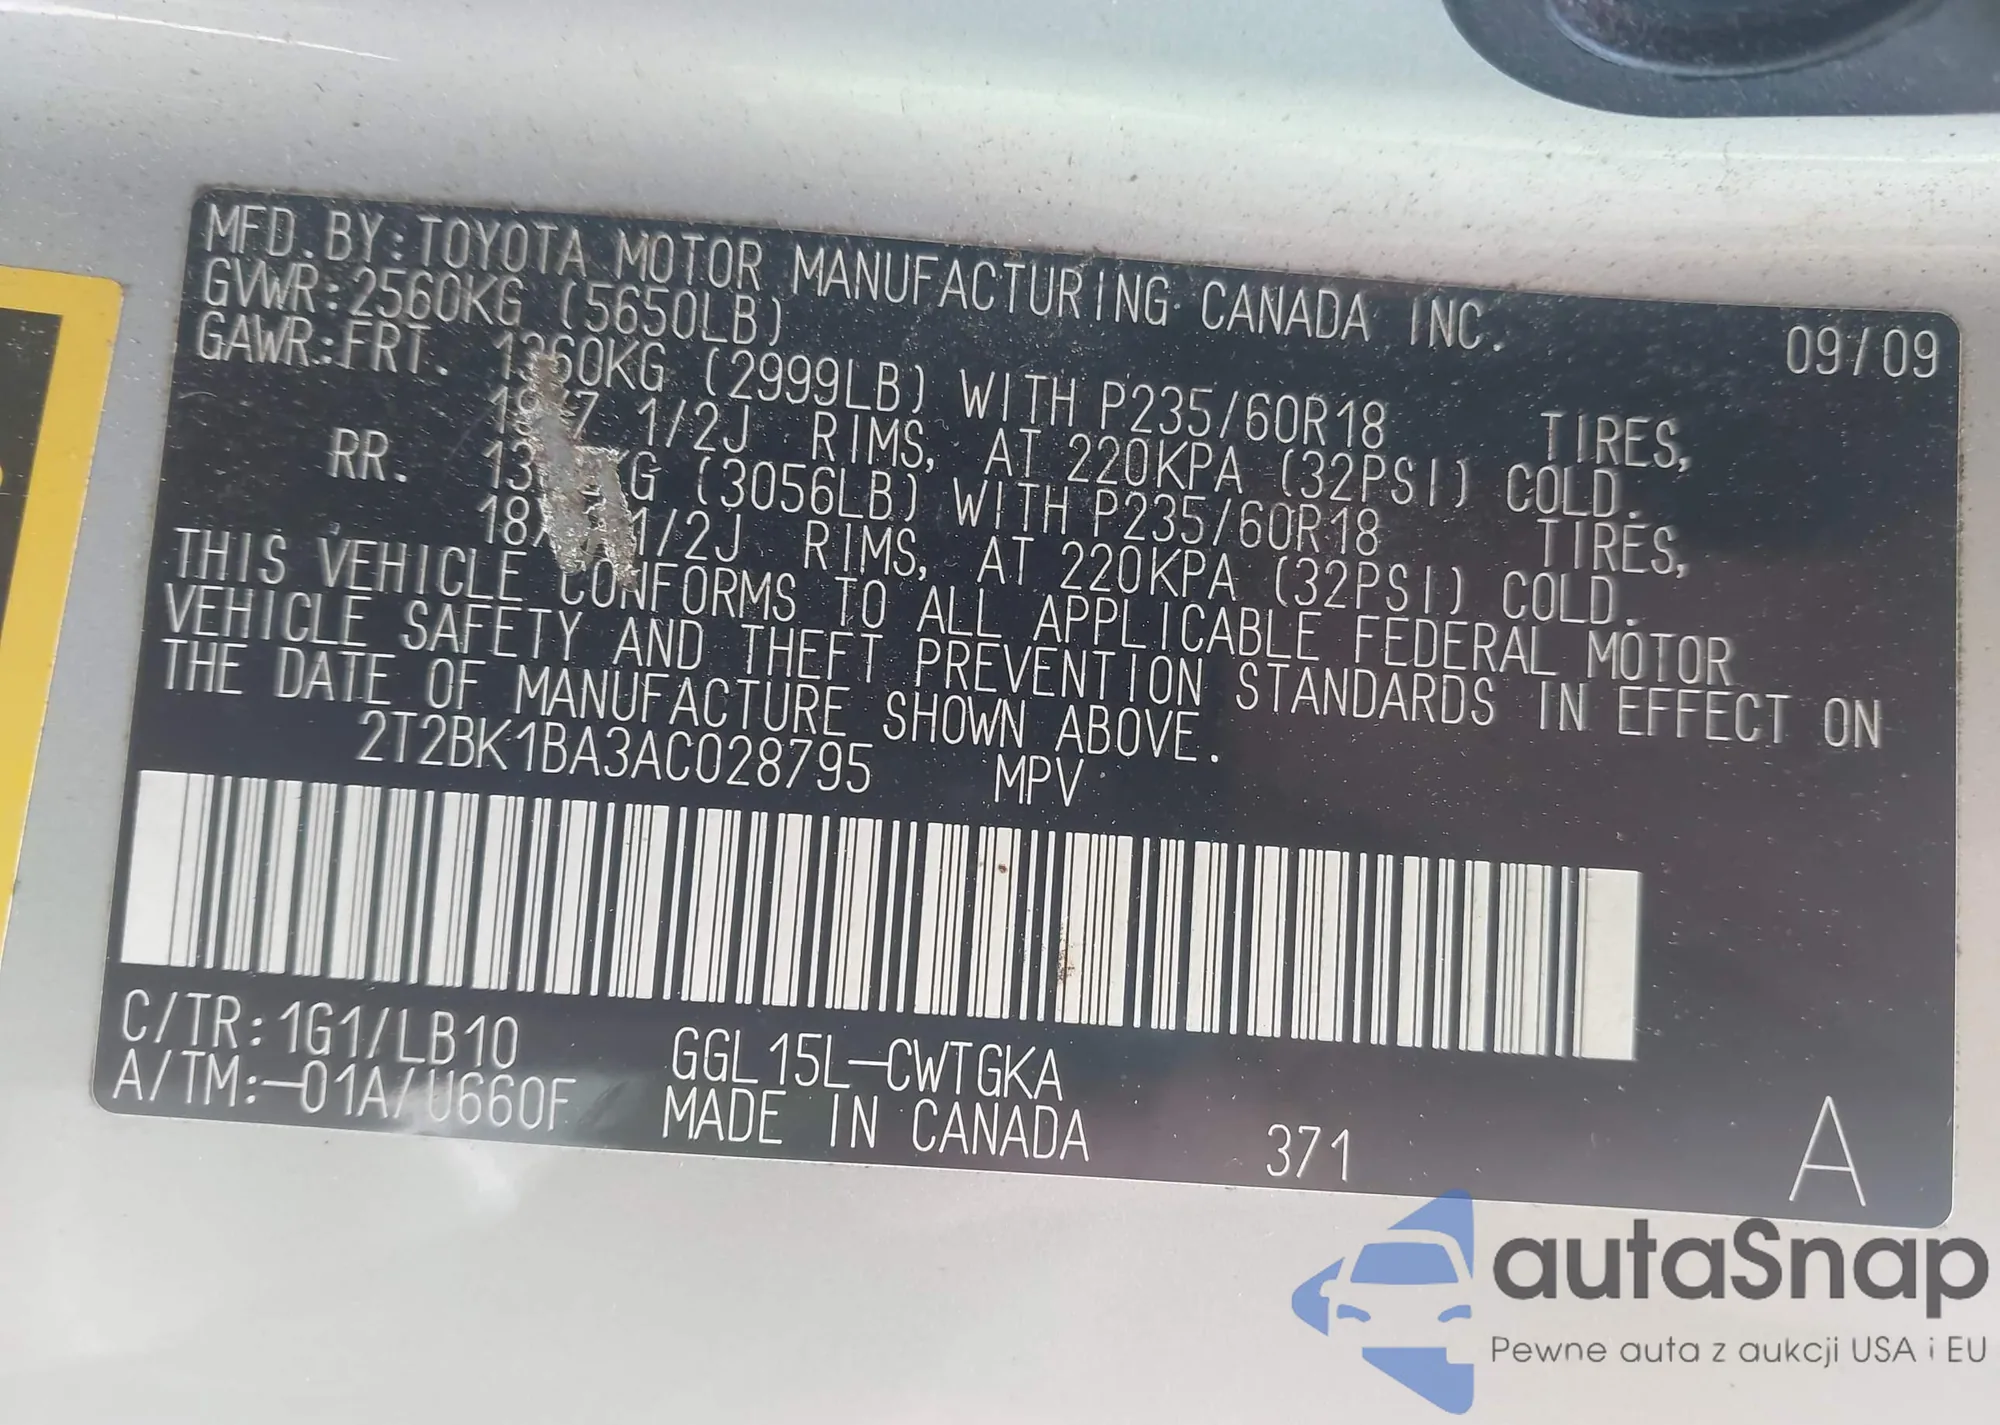 MFD.BY:TOYOTA MOTOR MANUFACTURING CANADA INC. 09/09
GVWR:2560KG (5650LB)
GAWR:FRT. 1360KG (2999LB) WITH P235/60R18 TIRES,
1/2J RIMS, AT 220KPA (32PSI) COLD.
RR. (3056LB) WITH P235/60R18 TIRES,
1/2J RIMS, AT 220KPA (32PSI) COLD.
THIS VEHICLE CONFORMS TO ALL APPLICABLE FEDERAL MOTOR
VEHICLE SAFETY AND THEFT PREVENTION STANDARDS IN EFFECT ON
THE DATE OF MANUFACTURE SHOWN ABOVE.
2T2BK1BA3AC028795 MPV
C/TR:1G1/LB10 GGL15L-CWTGKA
A/TM:-01A/U660F MADE IN CANADA 371 A
autaSnap
Pewne auta z aukcji USA i EU